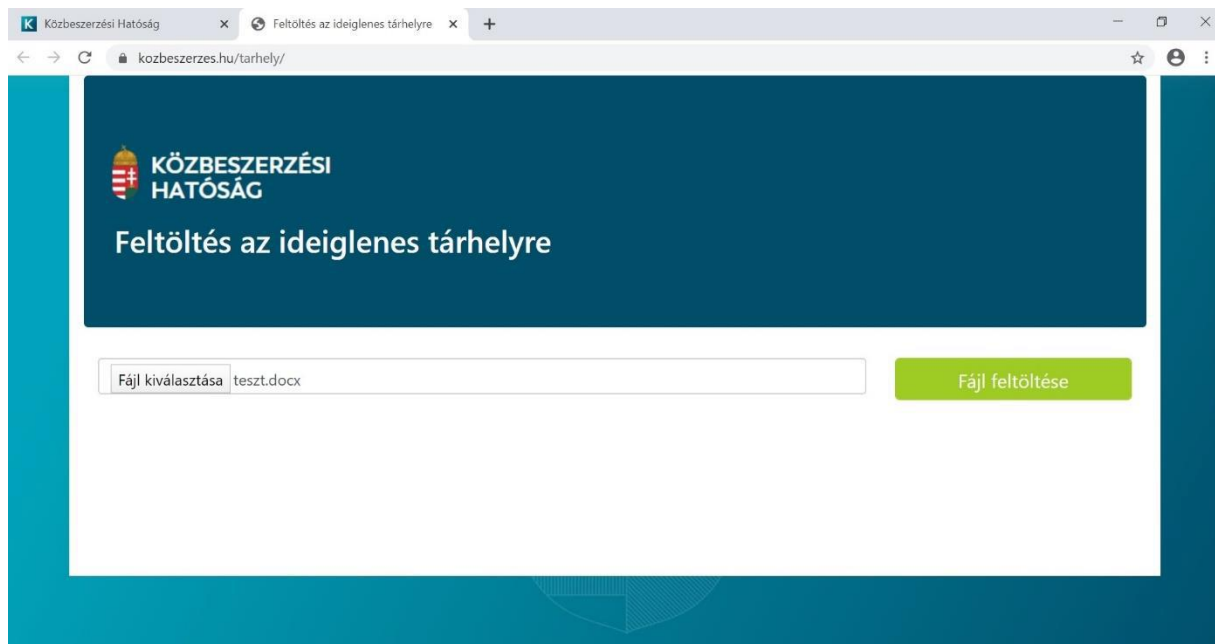 K Közbeszerzési Hatóság
Feltöltés az ideiglenes tárhelyre
kozbeszerzes.hu/tarhely/
KÖZBESZERZÉSI
HATÓSÁG
Feltöltés az ideiglenes tárhelyre
Fájl kiválasztása teszt.docx
Fájl feltöltése